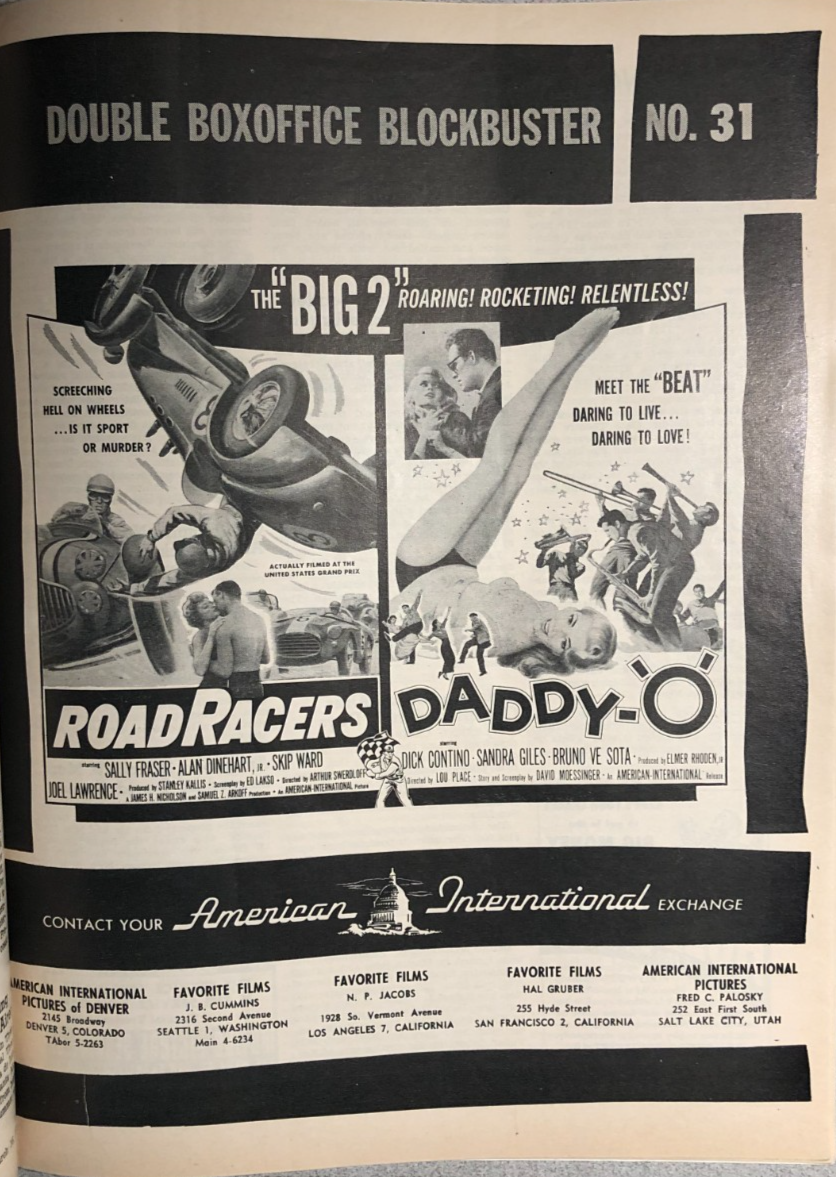 DOUBLE BOXOFFICE BLOCKBUSTER NO. 31
THE "BIG 2" ROARING! ROCKETING! RELENTLESS!
SCREECHING
HELL ON WHEELS
...IS IT SPORT
OR MURDER?
ACTUALLY FILMED AT THE
UNITED STATES GRAND PRIX
ROADRACERS
starring SALLY FRASER • ALAN DINEHART, JR. • SKIP WARD
JOEL LAWRENCE • Produced by STANLEY KALLIS • Screenplay by ED LAKSO • Directed by ARTHUR SWERDLOFF
A JAMES H. NICHOLSON and SAMUEL Z. ARKOFF Production • An AMERICAN-INTERNATIONAL Picture
MEET THE "BEAT"
DARING TO LIVE...
DARING TO LOVE!
DADDY-'O'
starring
DICK CONTINO • SANDRA GILES • BRUNO VE SOTA • Produced by ELMER RHODEN, JR
Directed by LOU PLACE • Story and Screenplay by DAVID MOESSINGER • An AMERICAN-INTERNATIONAL Release
CONTACT YOUR American International EXCHANGE
AMERICAN INTERNATIONAL
PICTURES of DENVER
2145 Broadway
DENVER 5, COLORADO
TAbor 5-2263
FAVORITE FILMS
J. B. CUMMINS
2316 Second Avenue
SEATTLE 1, WASHINGTON
Main 4-6234
FAVORITE FILMS
N. P. JACOBS
1928 So. Vermont Avenue
LOS ANGELES 7, CALIFORNIA
FAVORITE FILMS
HAL GRUBER
255 Hyde Street
SAN FRANCISCO 2, CALIFORNIA
AMERICAN INTERNATIONAL
PICTURES
FRED C. PALOSKY
252 East First South
SALT LAKE CITY, UTAH